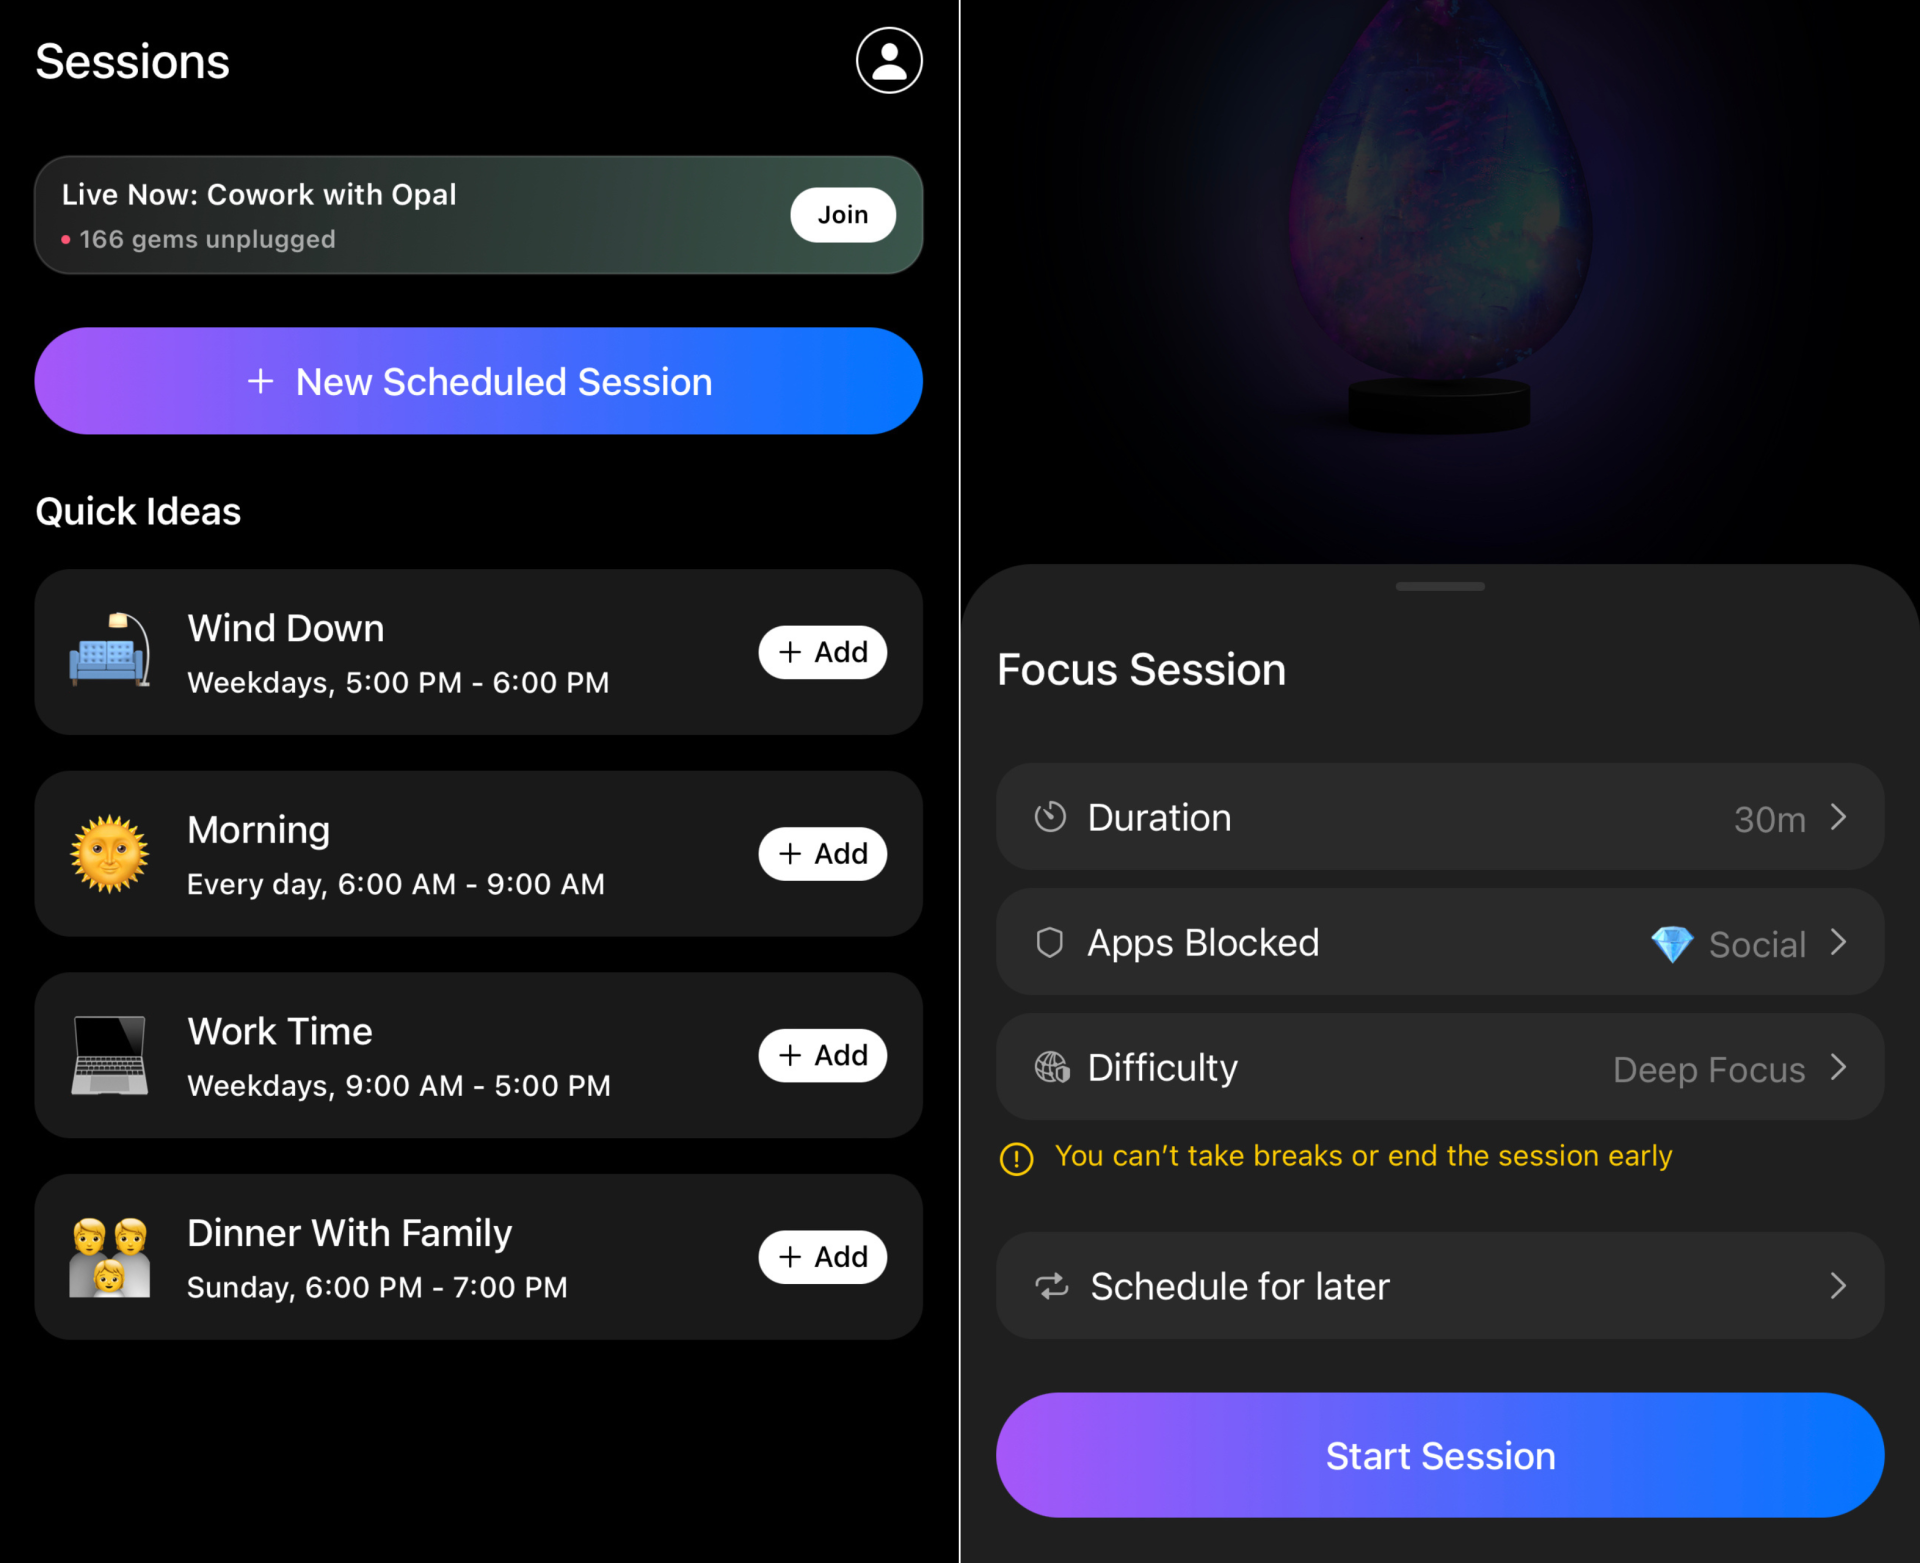 Sessions
Live Now: Cowork with Opal
166 gems unplugged
Join
+ New Scheduled Session
Quick Ideas
Wind Down
Weekdays, 5:00 PM - 6:00 PM
+ Add
Morning
Every day, 6:00 AM - 9:00 AM
+ Add
Work Time
Weekdays, 9:00 AM - 5:00 PM
+ Add
Dinner With Family
Sunday, 6:00 PM - 7:00 PM
+ Add
Focus Session
Duration 30m
Apps Blocked Social
Difficulty Deep Focus
You can’t take breaks or end the session early
Schedule for later
Start Session